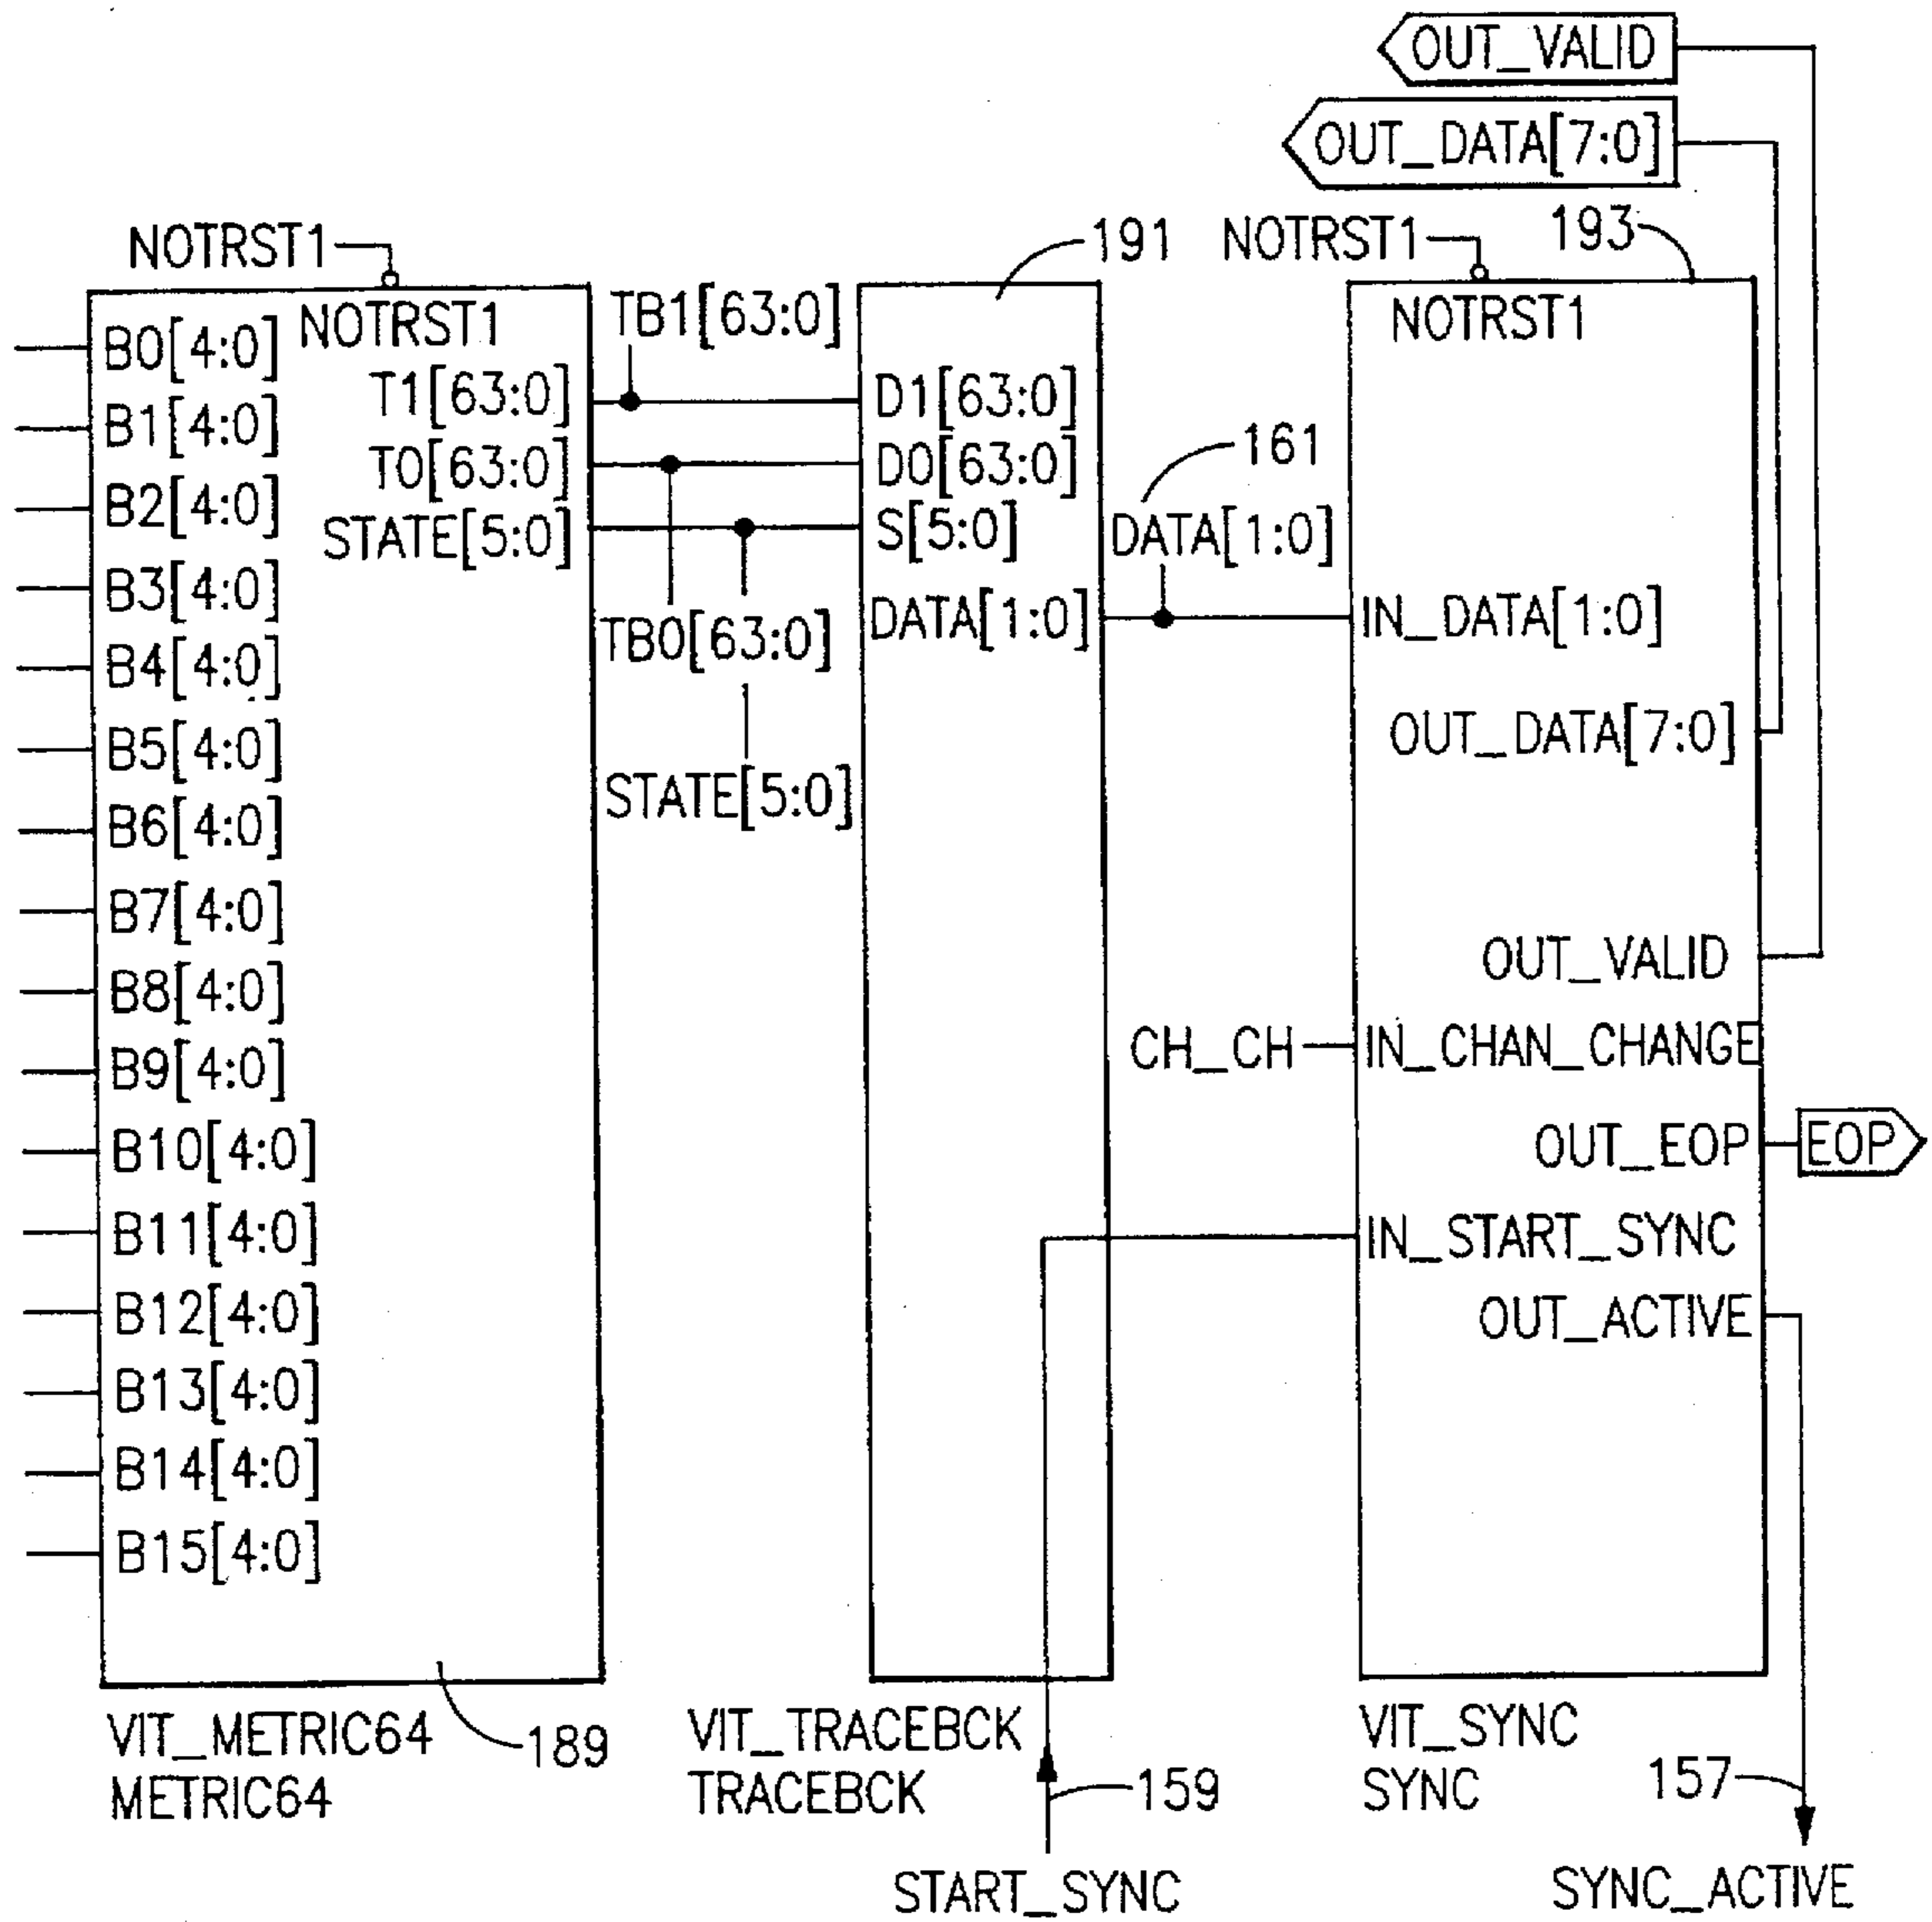 OUT_VALID
OUT_DATA[7:0]
NOTRST1
191
NOTRST1
193
NOTRST1
TB1[63:0]
NOTRST1
B0[4:0]
B1[4:0]
B2[4:0]
B3[4:0]
B4[4:0]
B5[4:0]
B6[4:0]
B7[4:0]
B8[4:0]
B9[4:0]
B10[4:0]
B11[4:0]
B12[4:0]
B13[4:0]
B14[4:0]
B15[4:0]
T1[63:0]
T0[63:0]
STATE[5:0]
TB0[63:0]
STATE[5:0]
D1[63:0]
D0[63:0]
S[5:0]
DATA[1:0]
161
DATA[1:0]
IN_DATA[1:0]
OUT_DATA[7:0]
OUT_VALID
CH_CH
IN_CHAN_CHANGE
OUT_EOP
EOP
IN_START_SYNC
OUT_ACTIVE
VIT_METRIC64
METRIC64
189
VIT_TRACEBCK
TRACEBCK
159
START_SYNC
VIT_SYNC
SYNC
157
SYNC_ACTIVE